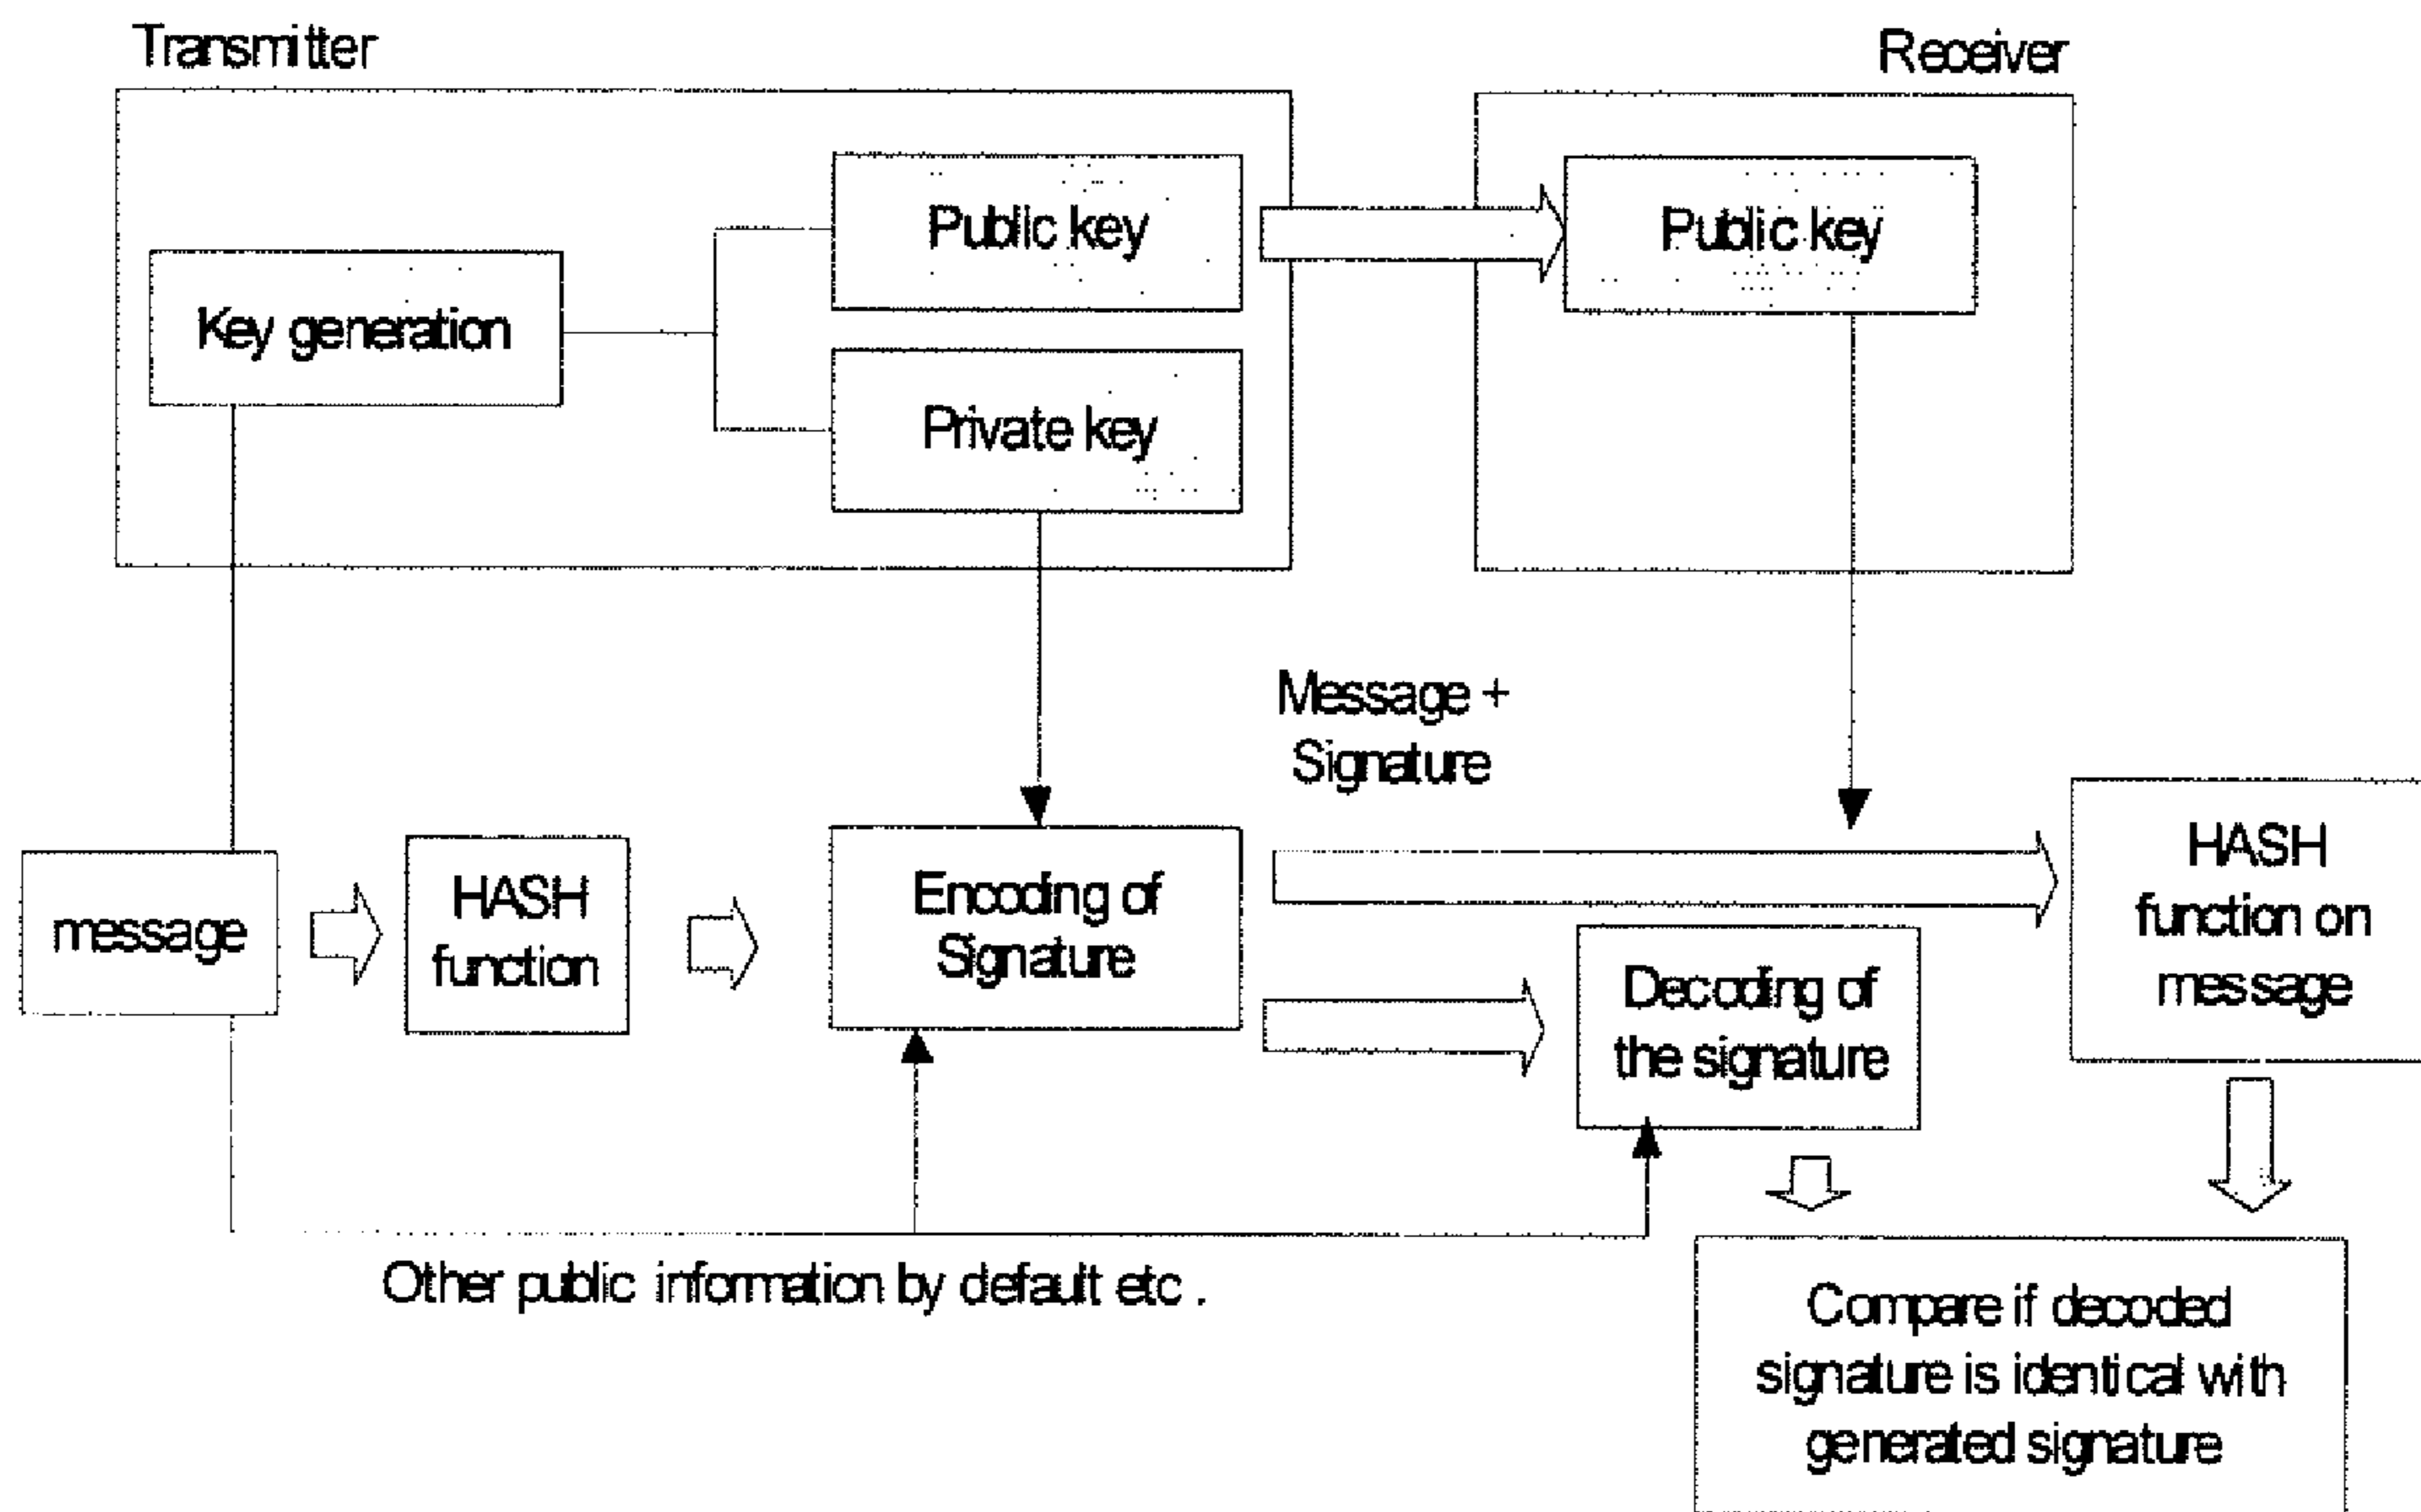 Transmitter
Receiver
Public key
Public key
Key generation
Private key
Message +
Signature
message
HASH
function
Encoding of
Signature
Decoding of
the signature
HASH
function on
message
Other public information by default etc .
Compare if decoded
signature is identical with
generated signature